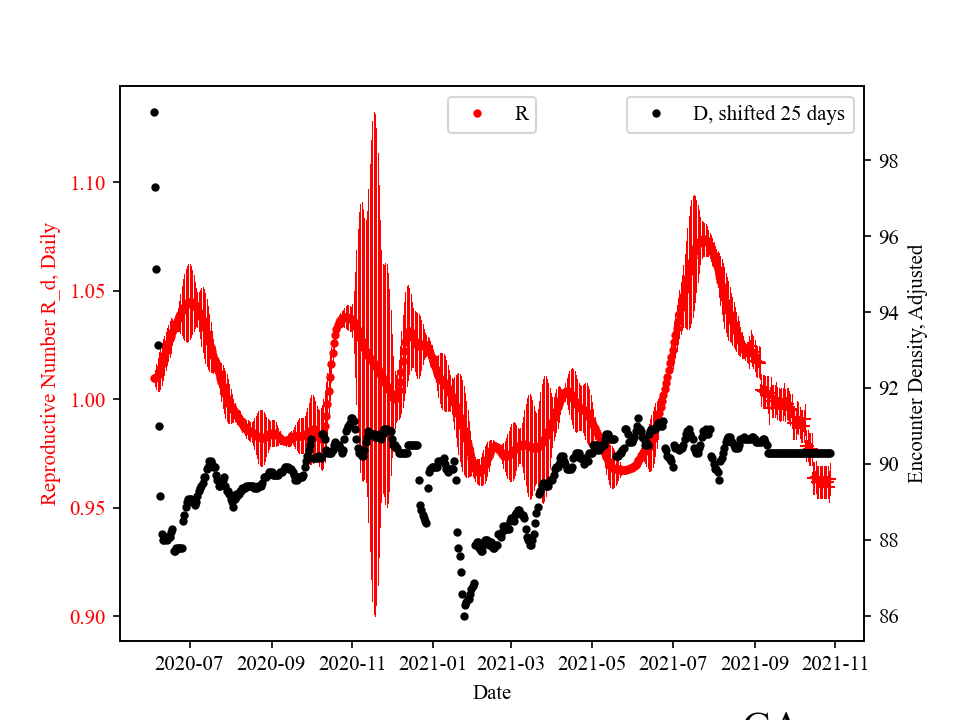 R
D, shifted 25 days
1.10
1.05
1.00
0.95
0.90
Reproductive Number R_d, Daily
98
96
94
92
90
88
86
Encounter Density, Adjusted
2020-07 2020-09 2020-11 2021-01 2021-03 2021-05 2021-07 2021-09 2021-11
Date